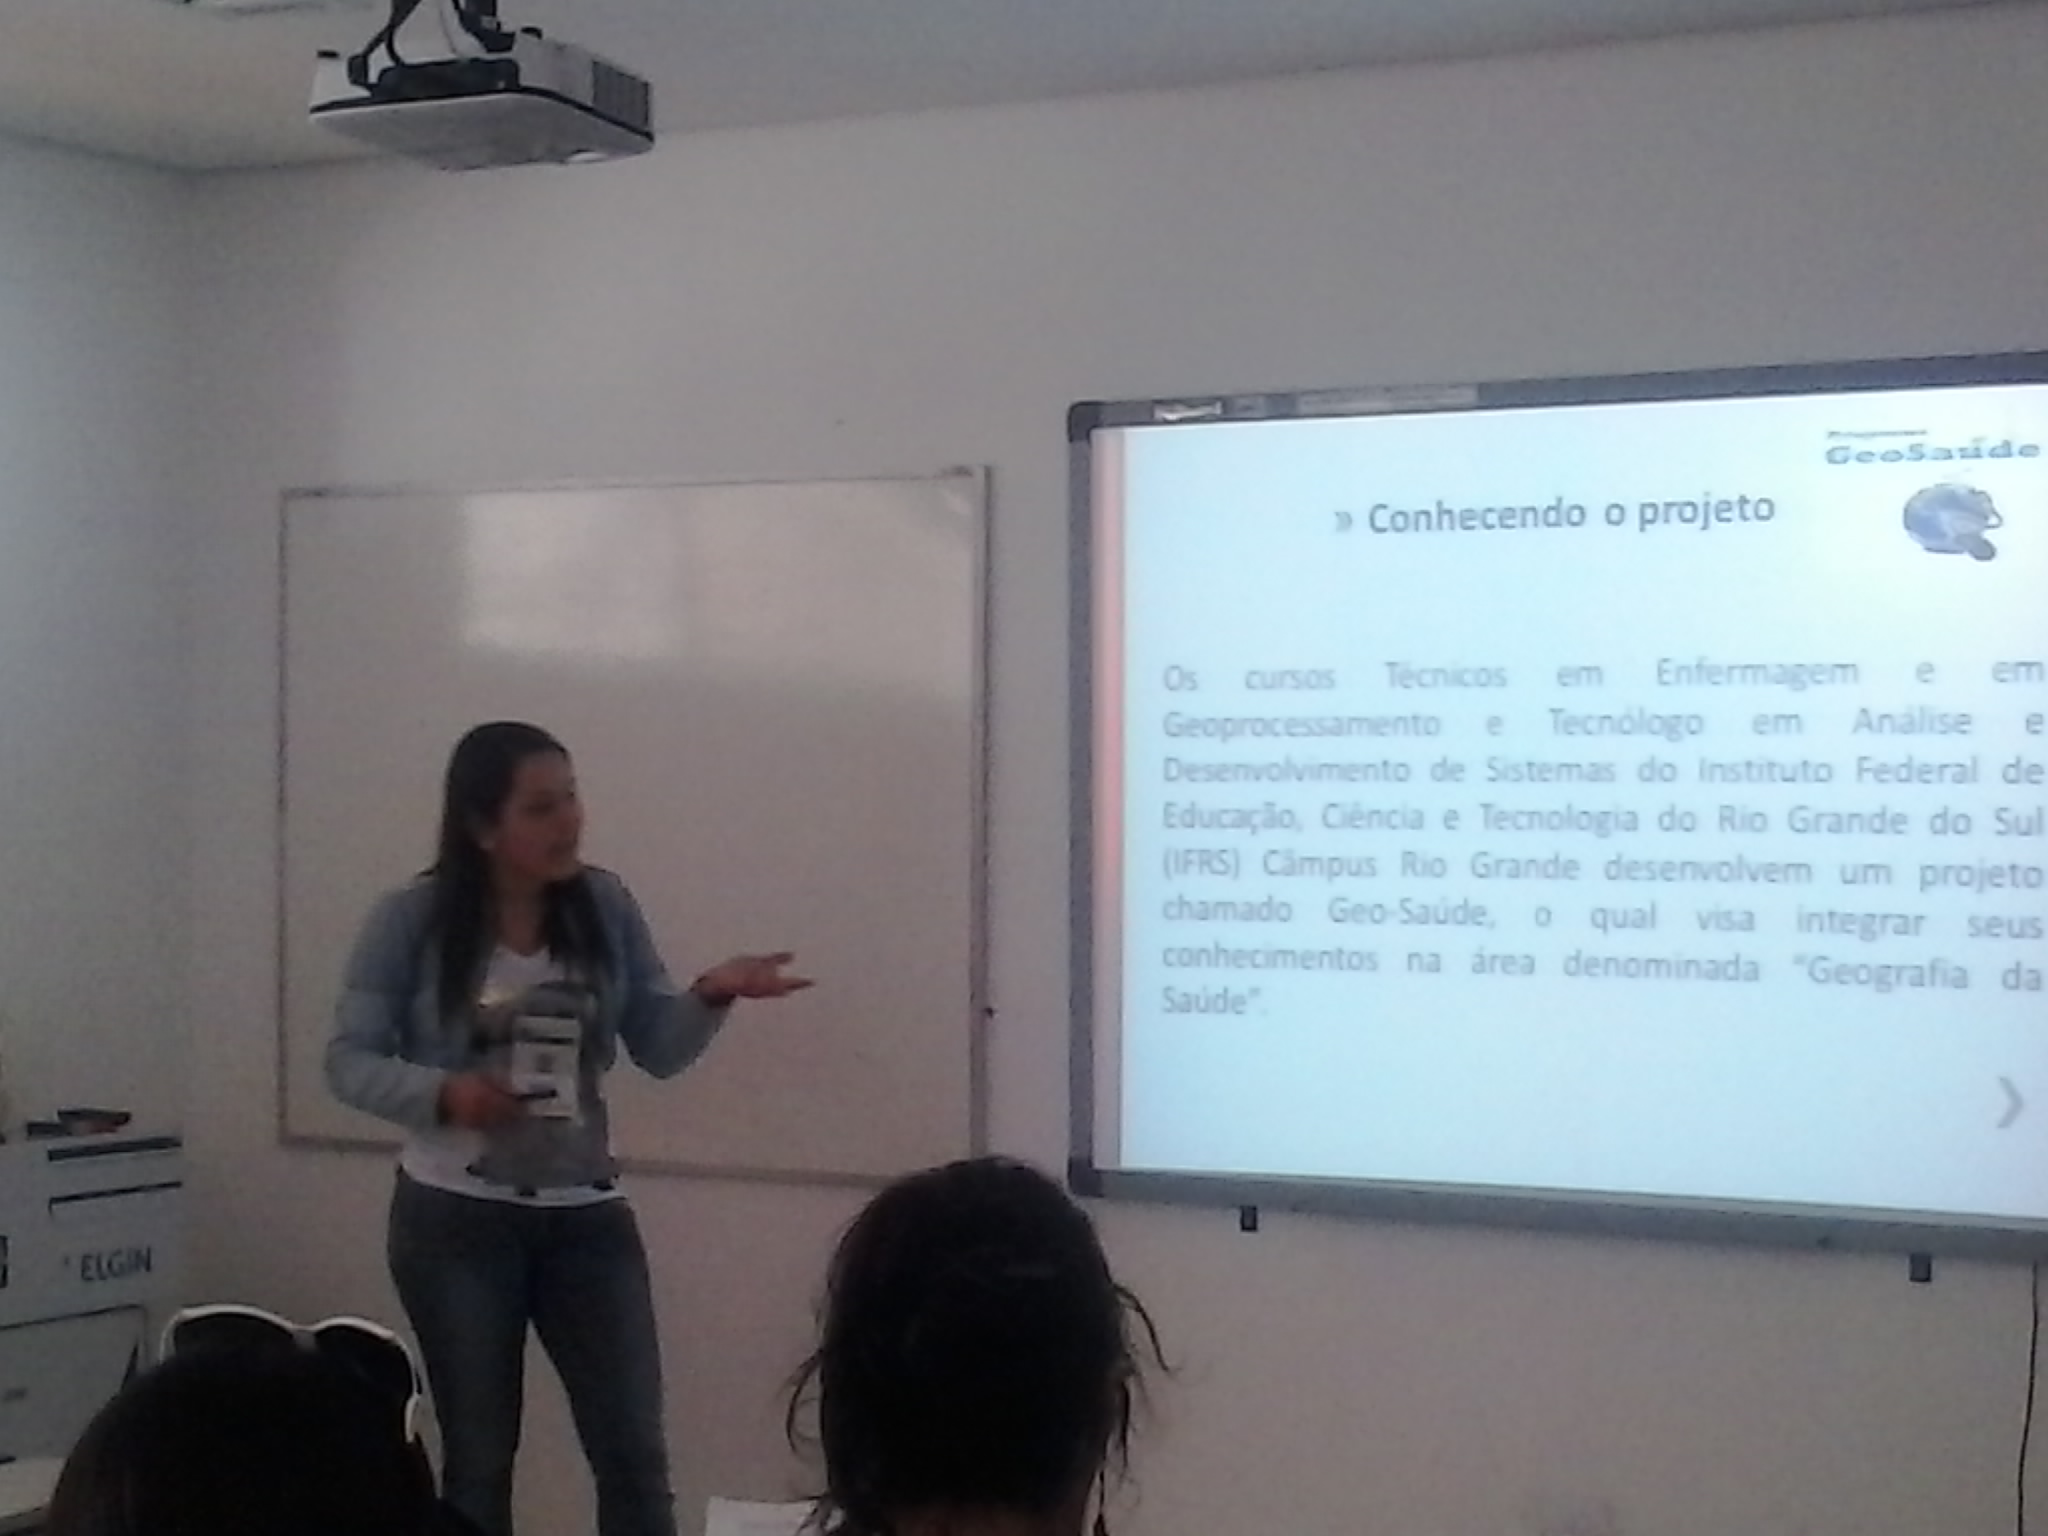 GeoSaúde
» Conhecendo o projeto
Os cursos Técnicos em Enfermagem e em
Geoprocessamento e Tecnólogo em Análise e
Desenvolvimento de Sistemas do Instituto Federal de
Educação, Ciência e Tecnologia do Rio Grande do Sul
(IFRS) Câmpus Rio Grande desenvolvem um projeto
chamado Geo-Saúde, o qual visa integrar seus
conhecimentos na área denominada “Geografia da
Saúde”.
ELGIN